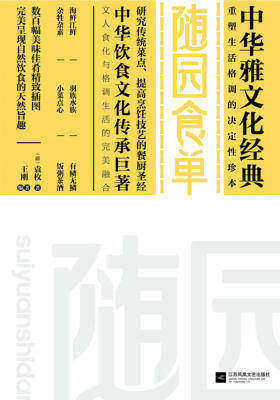 中华雅文化经典
重塑生活格调的决定性珍本
随园食单
研究传统菜点、提高烹饪技艺的餐厨圣经
中华饮食文化传承巨著
文人食化与格调生活的完美融合
海鲜江鲜 — 羽族水族 — 有鳞无鳞
杂牲杂素 — 小菜点心 — 饭粥茶酒
数百幅美味佳肴精致插图
完美呈现自然饮食的天然旨趣
袁枚 著
王刚 编著
suiyuanshidan
随园
江苏凤凰文艺出版社